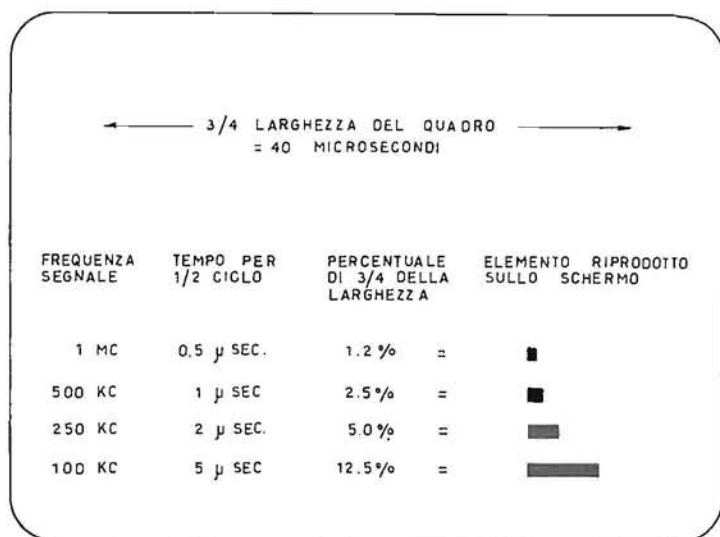 3/4 LARGHEZZA DEL QUADRO
= 40 MICROSECONDI
FREQUENZA SEGNALE
TEMPO PER 1/2 CICLO
PERCENTUALE DI 3/4 DELLA LARGHEZZA
ELEMENTO RIPRODOTTO SULLO SCHERMO
1 MC 0.5 µ SEC. 1.2% =
500 KC 1 µ SEC 2.5% =
250 KC 2 µ SEC. 5.0% =
100 KC 5 µ SEC 12.5% =